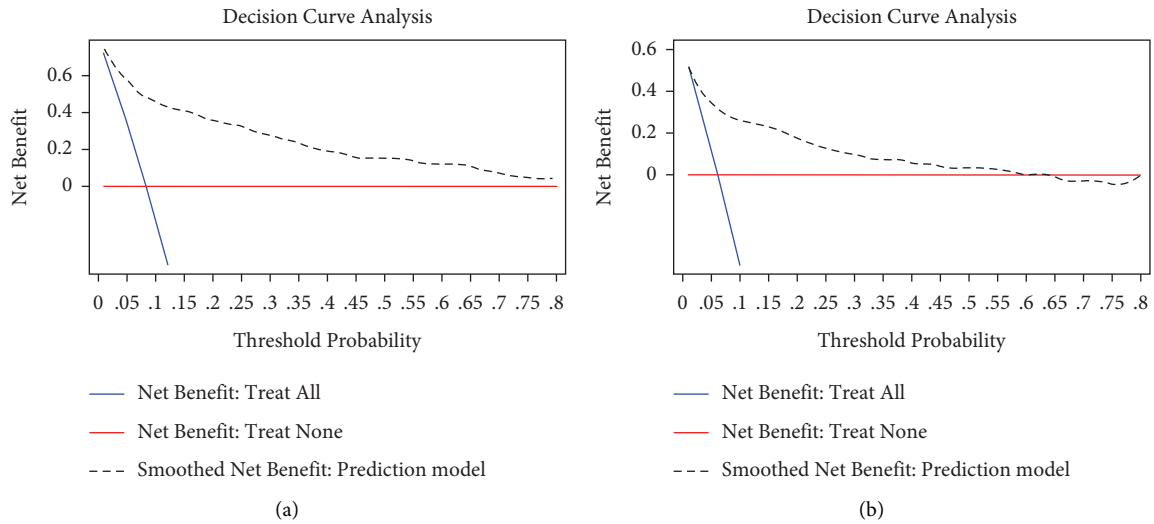 Decision Curve Analysis
0.6
0.4
0.2
0
Net Benefit
0 .05 .1 .15 .2 .25 .3 .35 .4 .45 .5 .55 .6 .65 .7 .75 .8
Threshold Probability
Net Benefit: Treat All
Net Benefit: Treat None
Smoothed Net Benefit: Prediction model
(a)
Decision Curve Analysis
0.6
0.4
0.2
0
Net Benefit
0 .05 .1 .15 .2 .25 .3 .35 .4 .45 .5 .55 .6 .65 .7 .75 .8
Threshold Probability
Net Benefit: Treat All
Net Benefit: Treat None
Smoothed Net Benefit: Prediction model
(b)